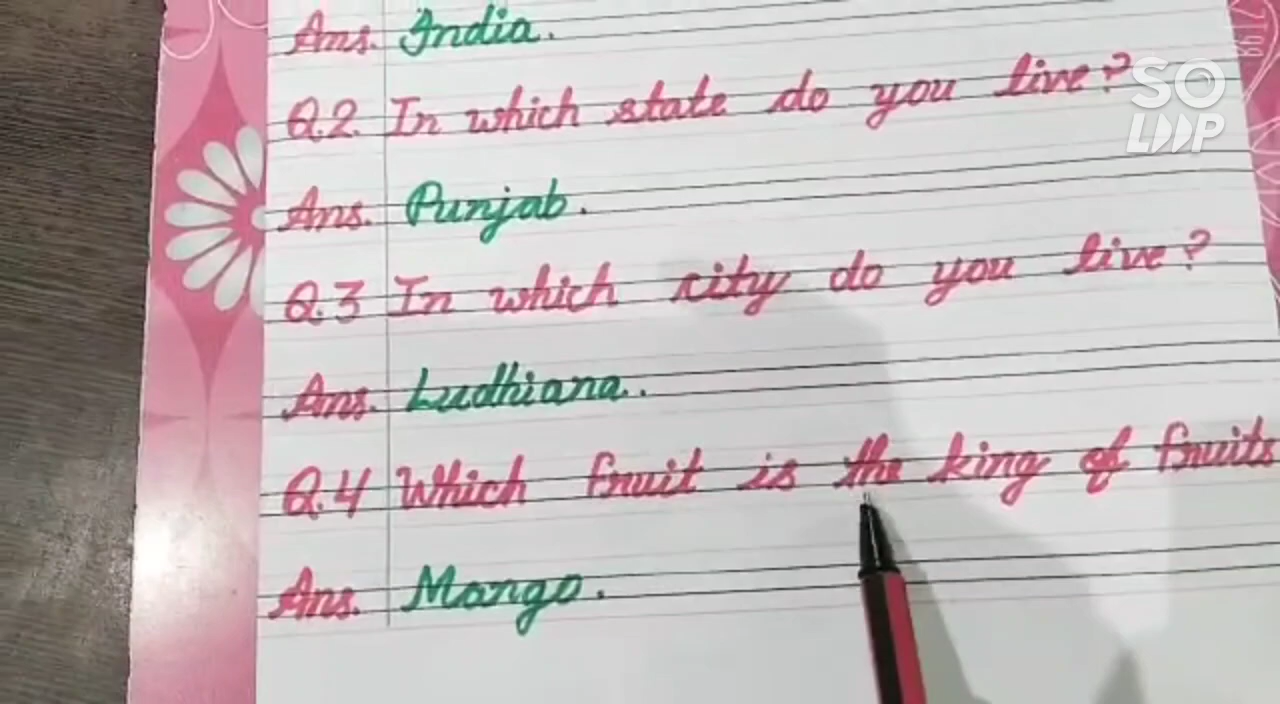 Ans. India.
Q.2. In which state do you live?
Ans. Punjab.
Q.3 In which city do you live?
Ans. Ludhiana.
Q.4 Which fruit is the king of fruits
Ans. Mango.
SO
LOOP